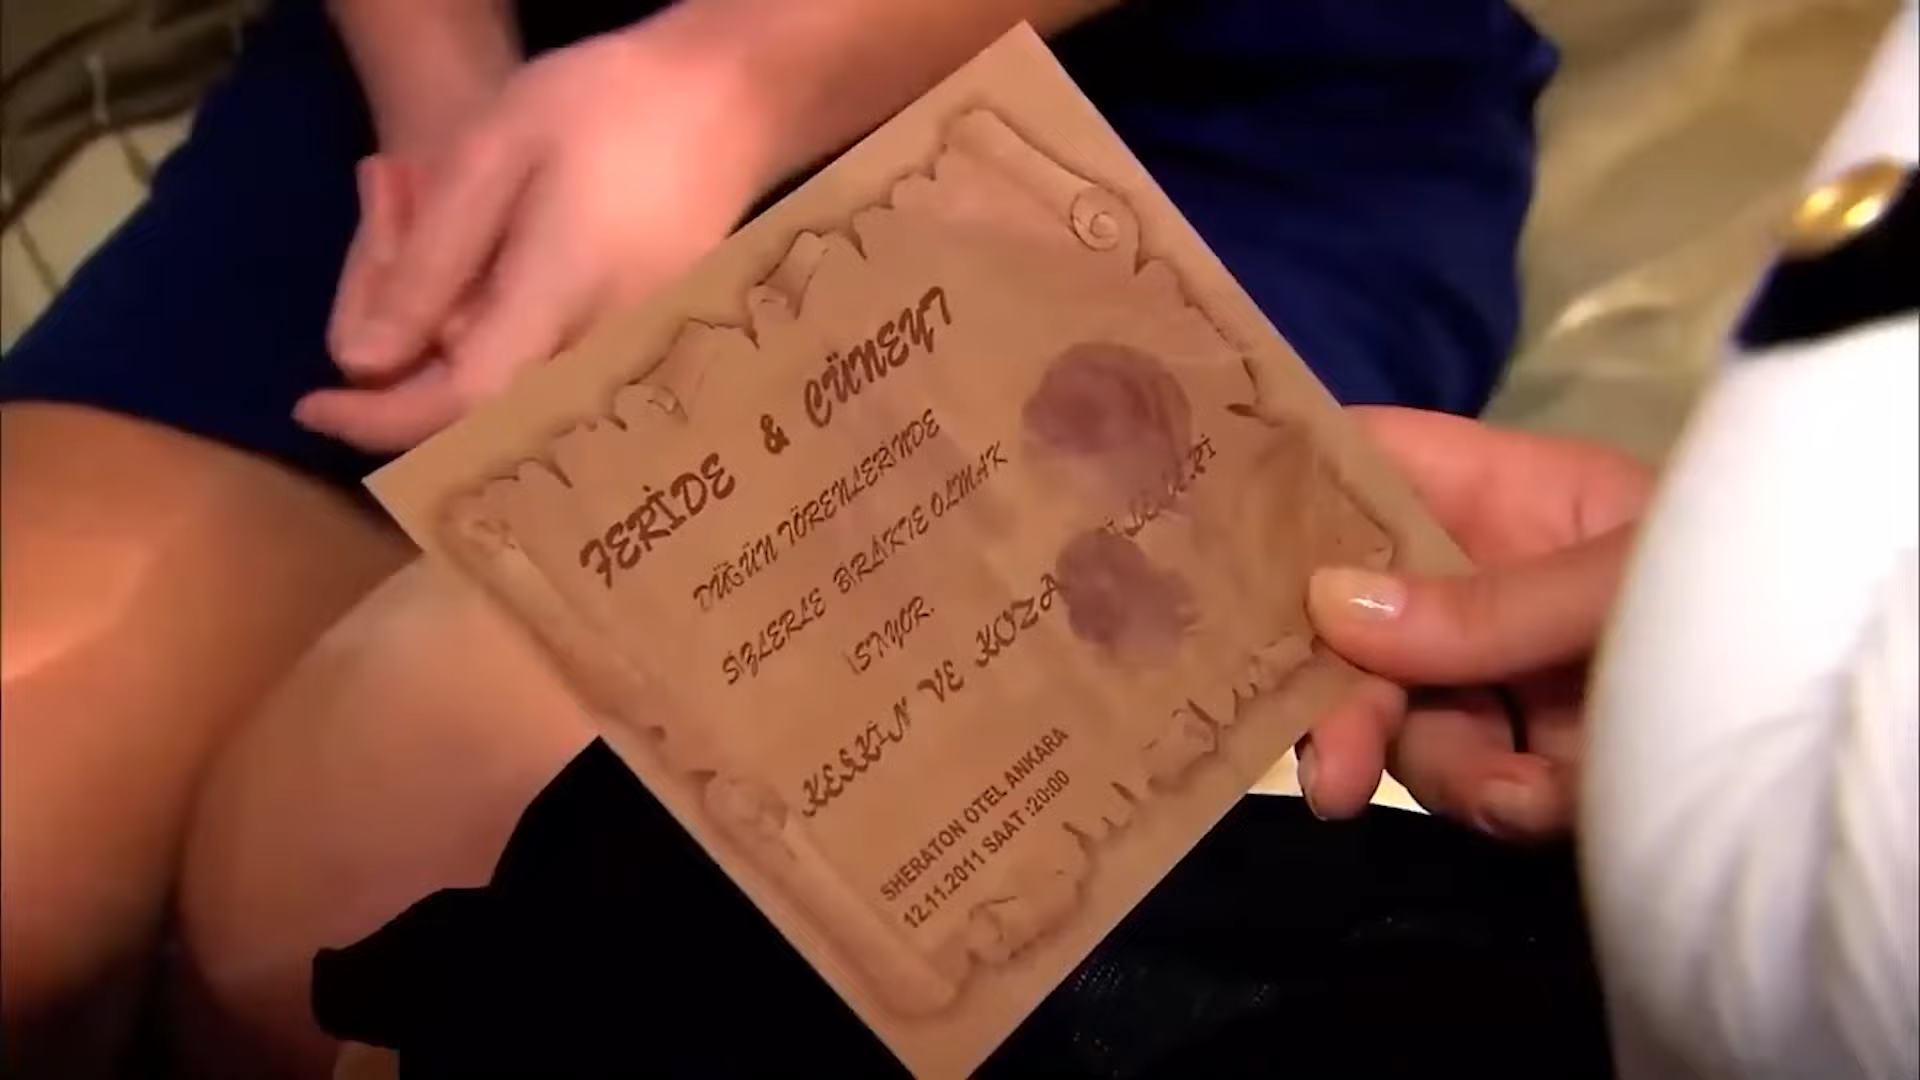 FERİDE & CÜNEYT
DÜĞÜN TÖRENLERİNDE
SİZLERLE BİRLİKTE OLMAK
İSTİYOR.
KESKİN VE KOZA
SHERATON OTEL ANKARA
12.11.2011 SAAT :20:00